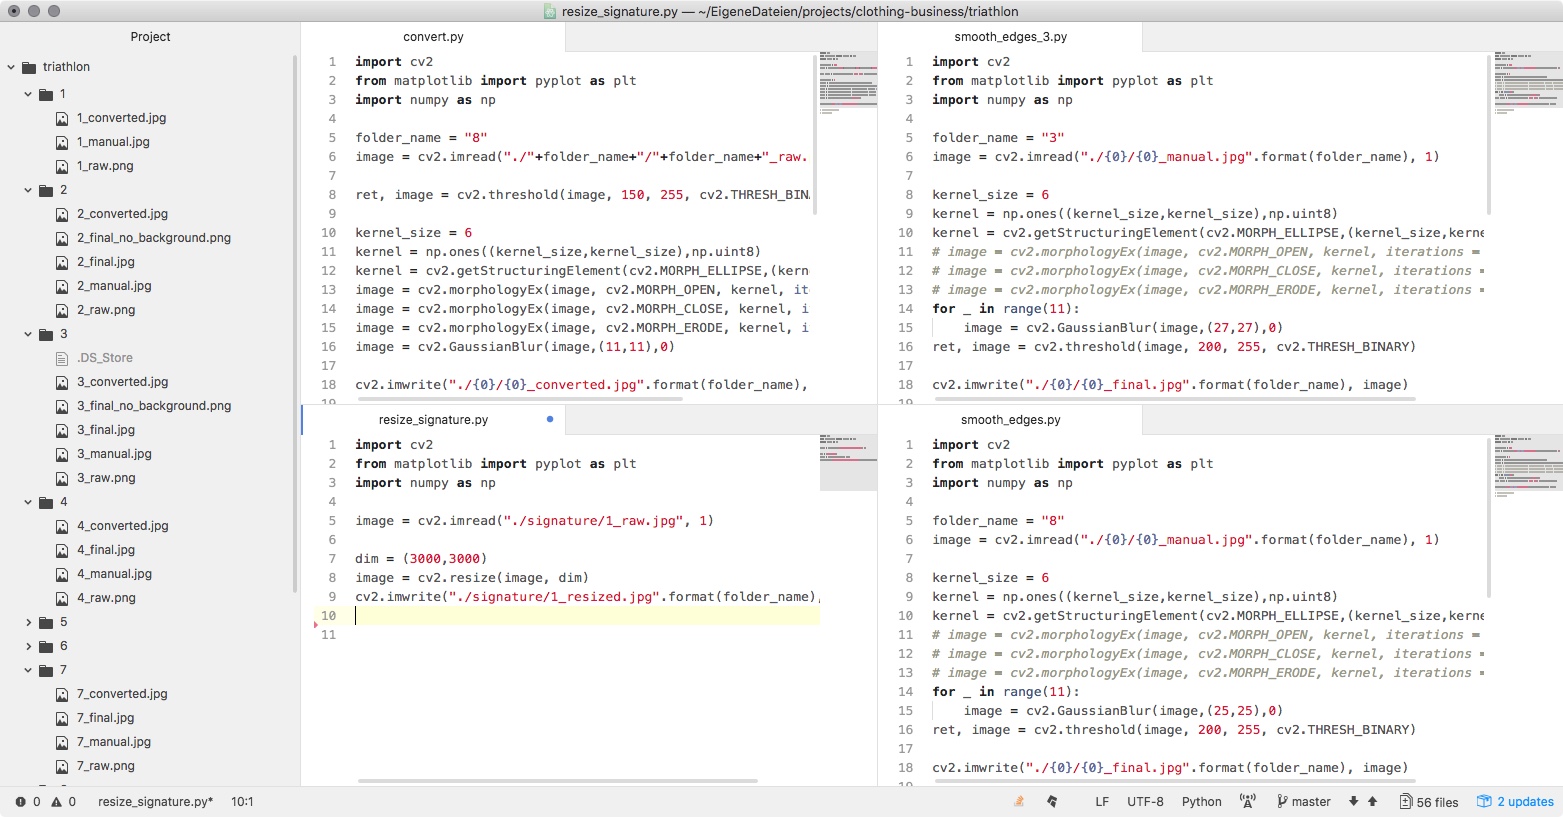 resize_signature.py — ~/EigeneDateien/projects/clothing-business/triathlon
Project
triathlon
1
1_converted.jpg
1_manual.jpg
1_raw.png
2
2_converted.jpg
2_final_no_background.png
2_final.jpg
2_manual.jpg
2_raw.png
3
.DS_Store
3_converted.jpg
3_final_no_background.png
3_final.jpg
3_manual.jpg
3_raw.png
4
4_converted.jpg
4_final.jpg
4_manual.jpg
4_raw.png
5
6
7
7_converted.jpg
7_final.jpg
7_manual.jpg
7_raw.png
convert.py
1 import cv2
2 from matplotlib import pyplot as plt
3 import numpy as np
4
5 folder_name = "8"
6 image = cv2.imread("./"+folder_name+"/"+folder_name+"_raw.
7
8 ret, image = cv2.threshold(image, 150, 255, cv2.THRESH_BIN
9
10 kernel_size = 6
11 kernel = np.ones((kernel_size,kernel_size),np.uint8)
12 kernel = cv2.getStructuringElement(cv2.MORPH_ELLIPSE,(kern
13 image = cv2.morphologyEx(image, cv2.MORPH_OPEN, kernel, it
14 image = cv2.morphologyEx(image, cv2.MORPH_CLOSE, kernel, i
15 image = cv2.morphologyEx(image, cv2.MORPH_ERODE, kernel, i
16 image = cv2.GaussianBlur(image,(11,11),0)
17
18 cv2.imwrite("./{0}/{0}_converted.jpg".format(folder_name),
19
smooth_edges_3.py
1 import cv2
2 from matplotlib import pyplot as plt
3 import numpy as np
4
5 folder_name = "3"
6 image = cv2.imread("./{0}/{0}_manual.jpg".format(folder_name), 1)
7
8 kernel_size = 6
9 kernel = np.ones((kernel_size,kernel_size),np.uint8)
10 kernel = cv2.getStructuringElement(cv2.MORPH_ELLIPSE,(kernel_size,kerne
11 # image = cv2.morphologyEx(image, cv2.MORPH_OPEN, kernel, iterations =
12 # image = cv2.morphologyEx(image, cv2.MORPH_CLOSE, kernel, iterations =
13 # image = cv2.morphologyEx(image, cv2.MORPH_ERODE, kernel, iterations =
14 for _ in range(11):
15 image = cv2.GaussianBlur(image,(27,27),0)
16 ret, image = cv2.threshold(image, 200, 255, cv2.THRESH_BINARY)
17
18 cv2.imwrite("./{0}/{0}_final.jpg".format(folder_name), image)
19
resize_signature.py
1 import cv2
2 from matplotlib import pyplot as plt
3 import numpy as np
4
5 image = cv2.imread("./signature/1_raw.jpg", 1)
6
7 dim = (3000,3000)
8 image = cv2.resize(image, dim)
9 cv2.imwrite("./signature/1_resized.jpg".format(folder_name),
10
11
smooth_edges.py
1 import cv2
2 from matplotlib import pyplot as plt
3 import numpy as np
4
5 folder_name = "8"
6 image = cv2.imread("./{0}/{0}_manual.jpg".format(folder_name), 1)
7
8 kernel_size = 6
9 kernel = np.ones((kernel_size,kernel_size),np.uint8)
10 kernel = cv2.getStructuringElement(cv2.MORPH_ELLIPSE,(kernel_size,kerne
11 # image = cv2.morphologyEx(image, cv2.MORPH_OPEN, kernel, iterations =
12 # image = cv2.morphologyEx(image, cv2.MORPH_CLOSE, kernel, iterations =
13 # image = cv2.morphologyEx(image, cv2.MORPH_ERODE, kernel, iterations =
14 for _ in range(11):
15 image = cv2.GaussianBlur(image,(25,25),0)
16 ret, image = cv2.threshold(image, 200, 255, cv2.THRESH_BINARY)
17
18 cv2.imwrite("./{0}/{0}_final.jpg".format(folder_name), image)
0 0 resize_signature.py* 10:1 LF UTF-8 Python master 56 files 2 updates